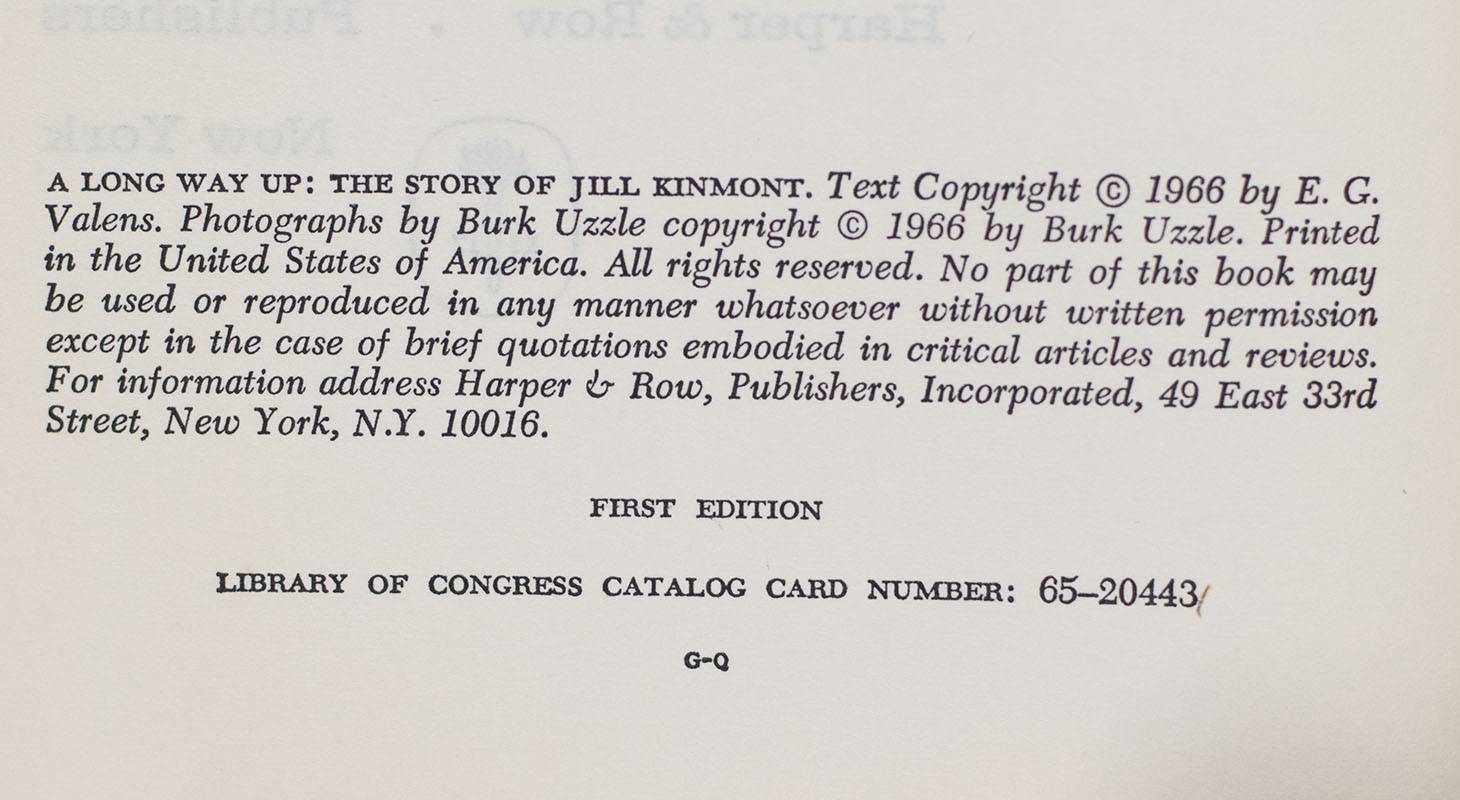 Harper & Row · Publishers
New York
A LONG WAY UP: THE STORY OF JILL KINMONT. Text Copyright © 1966 by E. G.
Valens. Photographs by Burk Uzzle copyright © 1966 by Burk Uzzle. Printed
in the United States of America. All rights reserved. No part of this book may
be used or reproduced in any manner whatsoever without written permission
except in the case of brief quotations embodied in critical articles and reviews.
For information address Harper & Row, Publishers, Incorporated, 49 East 33rd
Street, New York, N.Y. 10016.
FIRST EDITION
LIBRARY OF CONGRESS CATALOG CARD NUMBER: 65–20443
G-Q